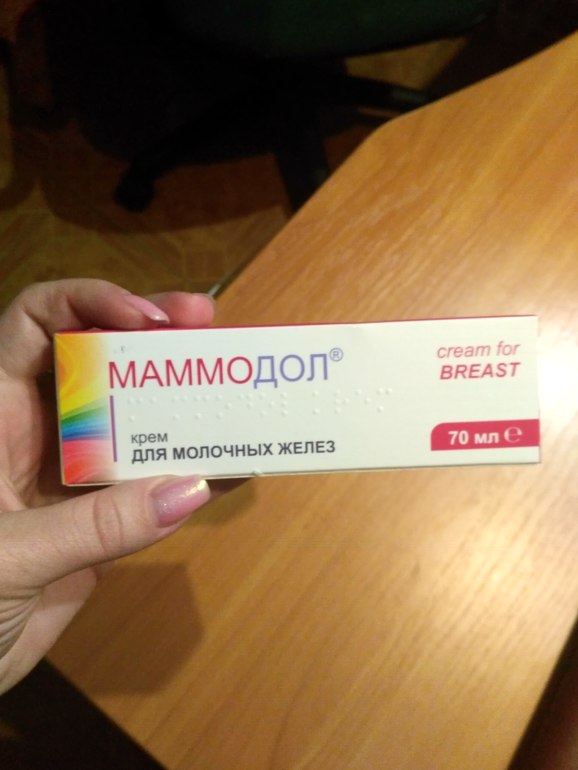 МАММОДОЛ®
крем
ДЛЯ МОЛОЧНЫХ ЖЕЛЕЗ
cream for
BREAST
70 мл ℮